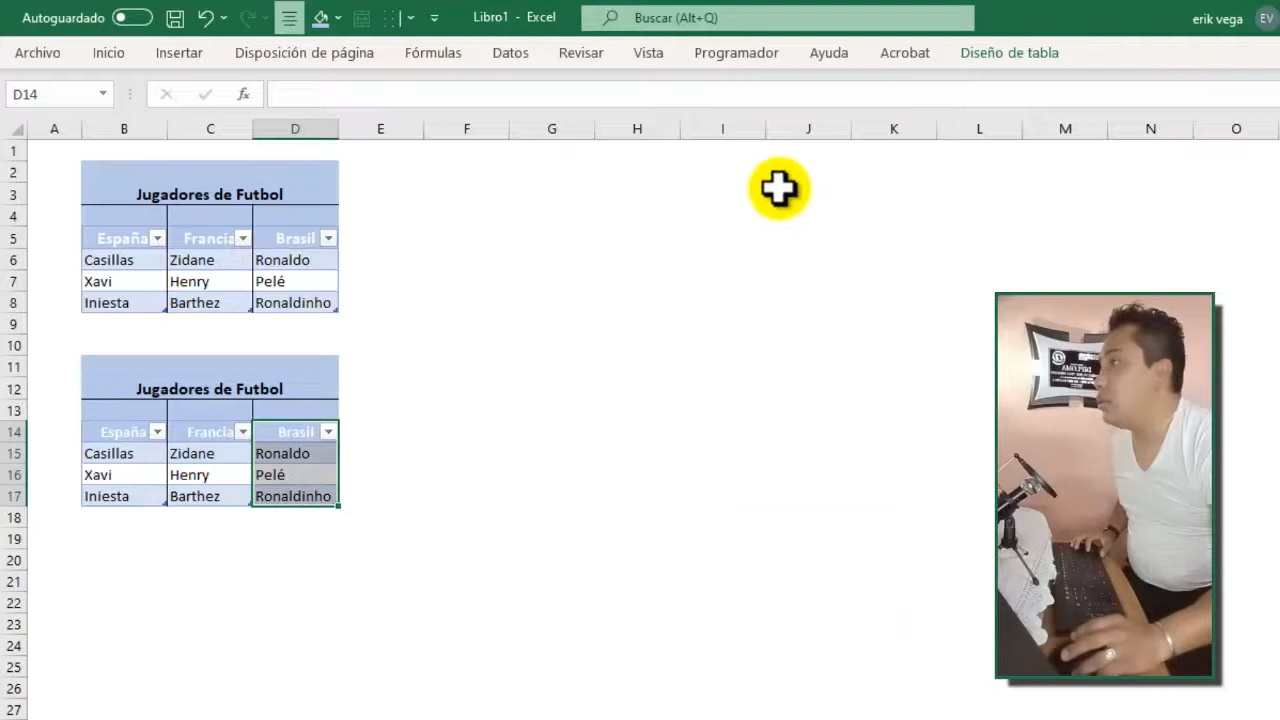 Autoguardado
Libro1 - Excel
Buscar (Alt+Q)
erik vega
EV
Archivo Inicio Insertar Disposición de página Fórmulas Datos Revisar Vista Programador Ayuda Acrobat Diseño de tabla
D14
fx
A B C D E F G H I J K L M N O
1
2
3 Jugadores de Futbol
4
5 España Francia Brasil
6 Casillas Zidane Ronaldo
7 Xavi Henry Pelé
8 Iniesta Barthez Ronaldinho
9
10
11
12 Jugadores de Futbol
13
14 España Francia Brasil
15 Casillas Zidane Ronaldo
16 Xavi Henry Pelé
17 Iniesta Barthez Ronaldinho
18
19
20
21
22
23
24
25
26
27